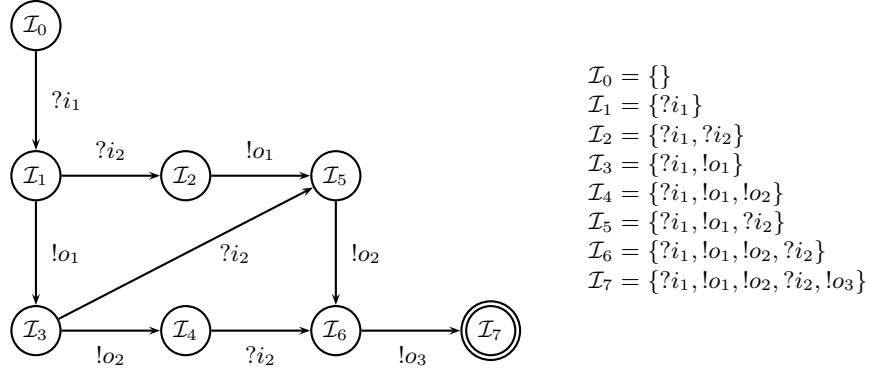 I₀
?i₁
I₁
?i₂
I₂
!o₁
I₅
!o₁
?i₂
!o₂
I₃
!o₂
I₄
?i₂
I₆
!o₃
I₇
I₀ = {}
I₁ = {?i₁}
I₂ = {?i₁, ?i₂}
I₃ = {?i₁, !o₁}
I₄ = {?i₁, !o₁, !o₂}
I₅ = {?i₁, !o₁, ?i₂}
I₆ = {?i₁, !o₁, !o₂, ?i₂}
I₇ = {?i₁, !o₁, !o₂, ?i₂, !o₃}